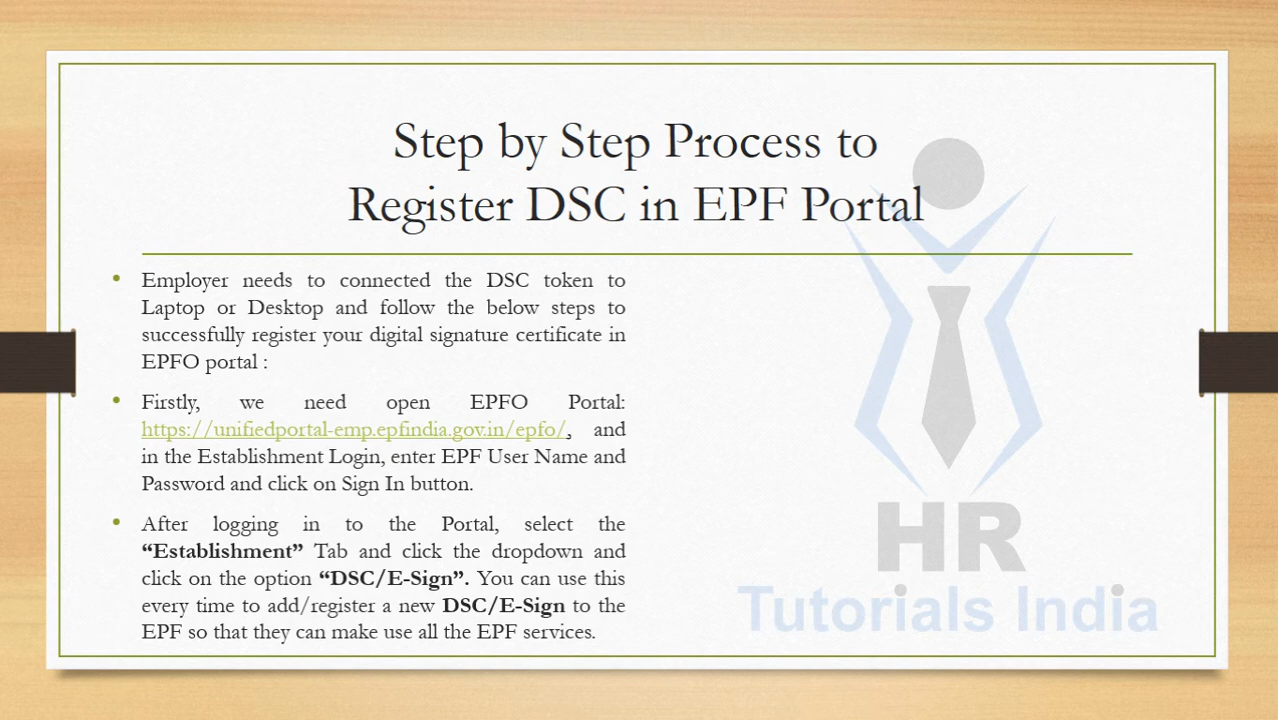 Step by Step Process to
Register DSC in EPF Portal
• Employer needs to connected the DSC token to
Laptop or Desktop and follow the below steps to
successfully register your digital signature certificate in
EPFO portal :
• Firstly, we need open EPFO Portal:
https://unifiedportal-emp.epfindia.gov.in/epfo/, and
in the Establishment Login, enter EPF User Name and
Password and click on Sign In button.
• After logging in to the Portal, select the
“Establishment” Tab and click the dropdown and
click on the option “DSC/E-Sign”. You can use this
every time to add/register a new DSC/E-Sign to the
EPF so that they can make use all the EPF services.
HR
Tutorials India